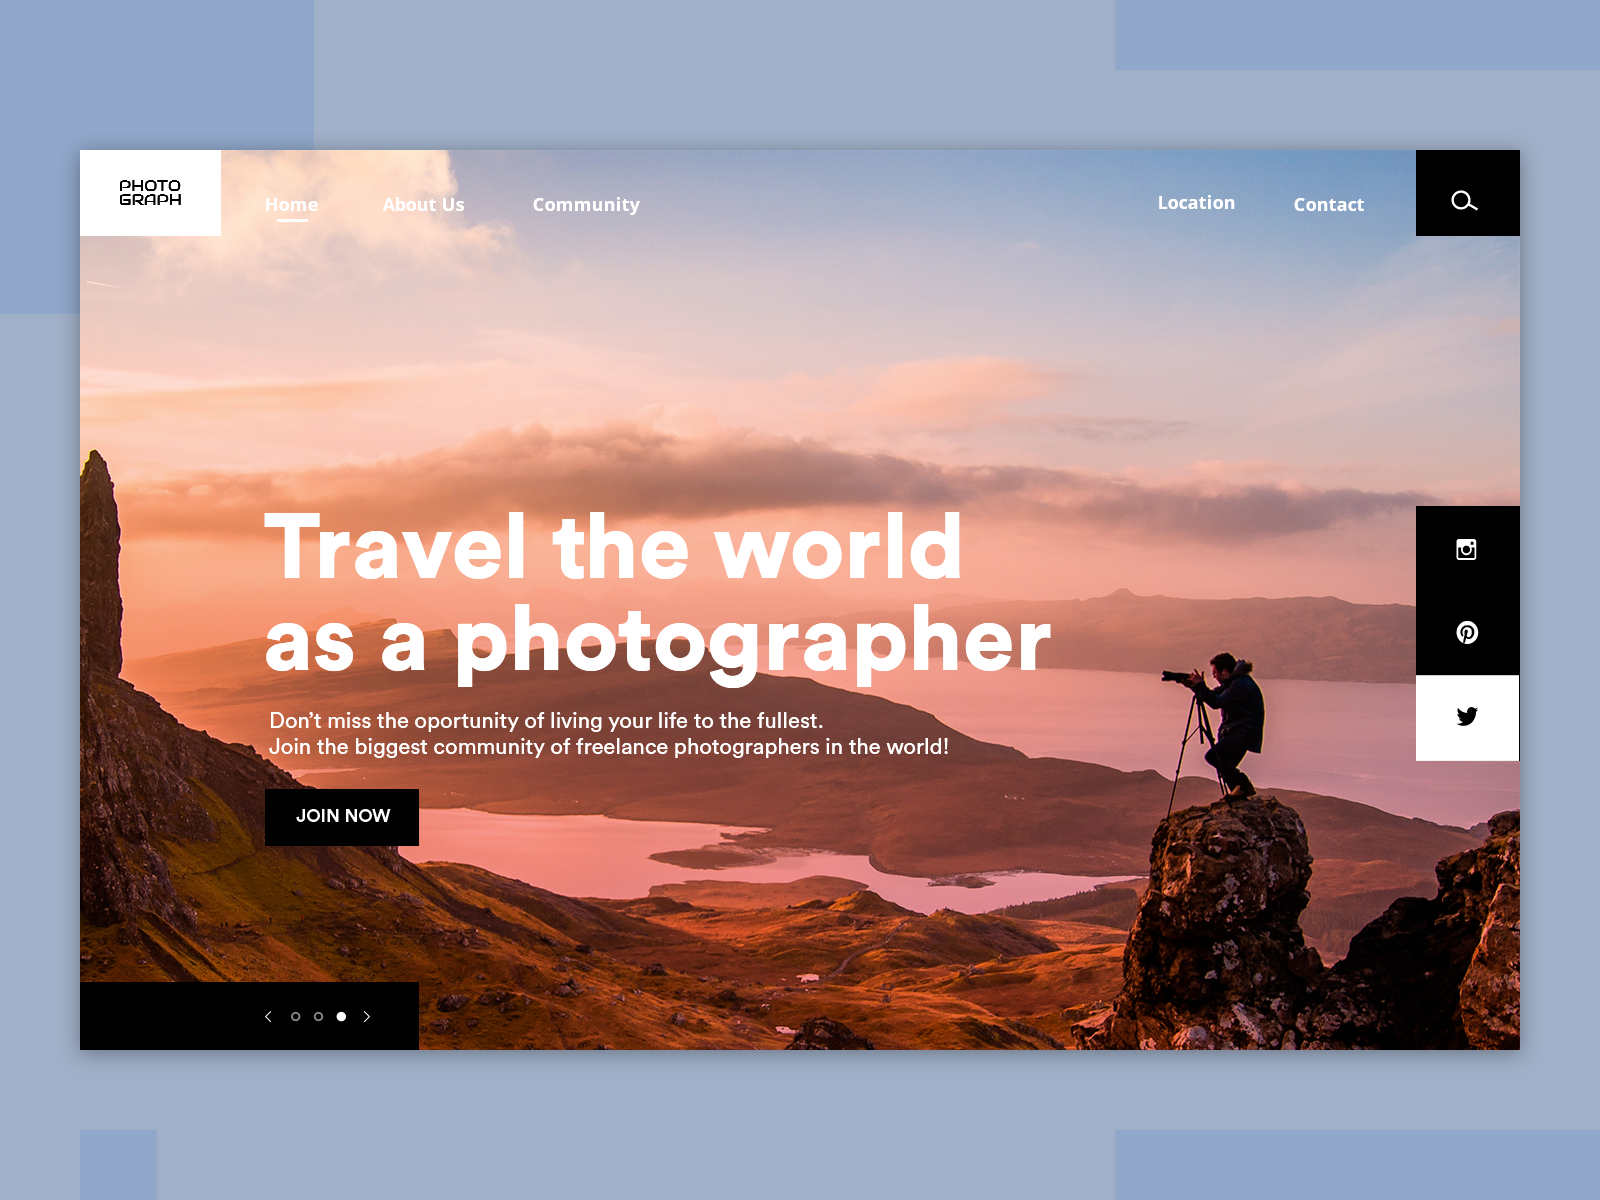 PHOTO
GRAPH
Home
About Us
Community
Location
Contact
Travel the world
as a photographer
Don’t miss the oportunity of living your life to the fullest.
Join the biggest community of freelance photographers in the world!
JOIN NOW